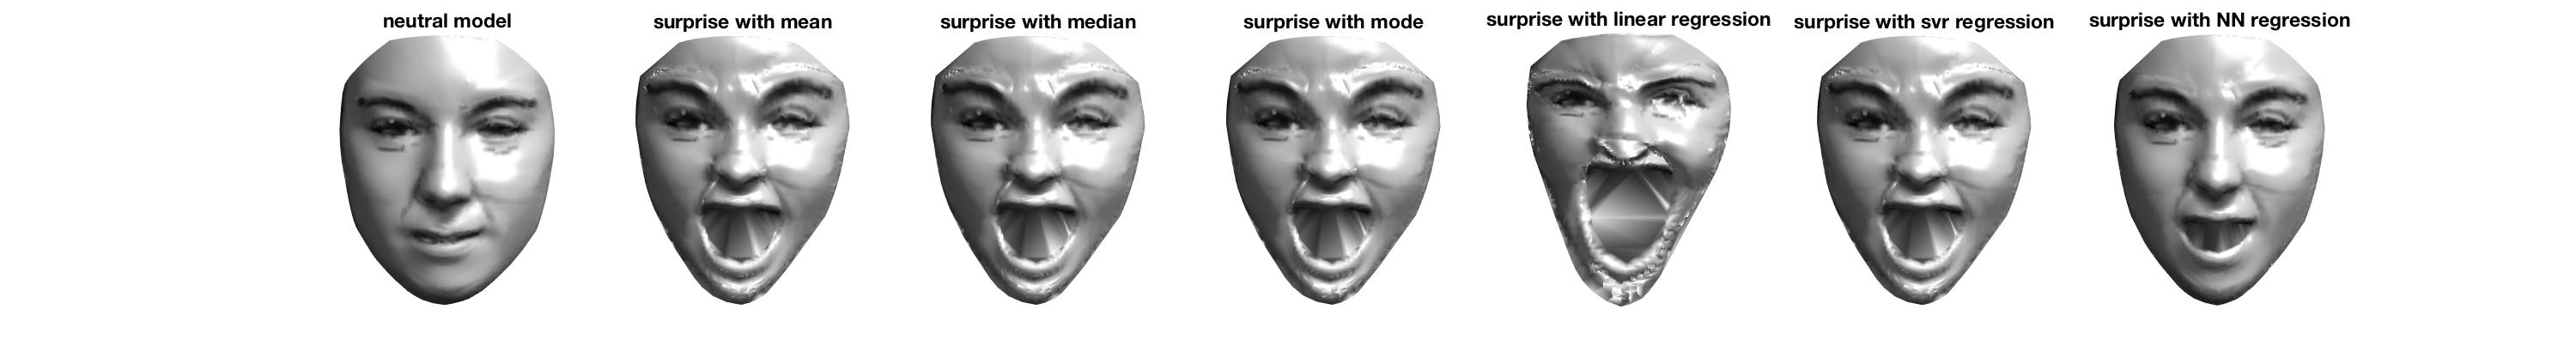 neutral model
surprise with mean
surprise with median
surprise with mode
surprise with linear regression
surprise with svr regression
surprise with NN regression